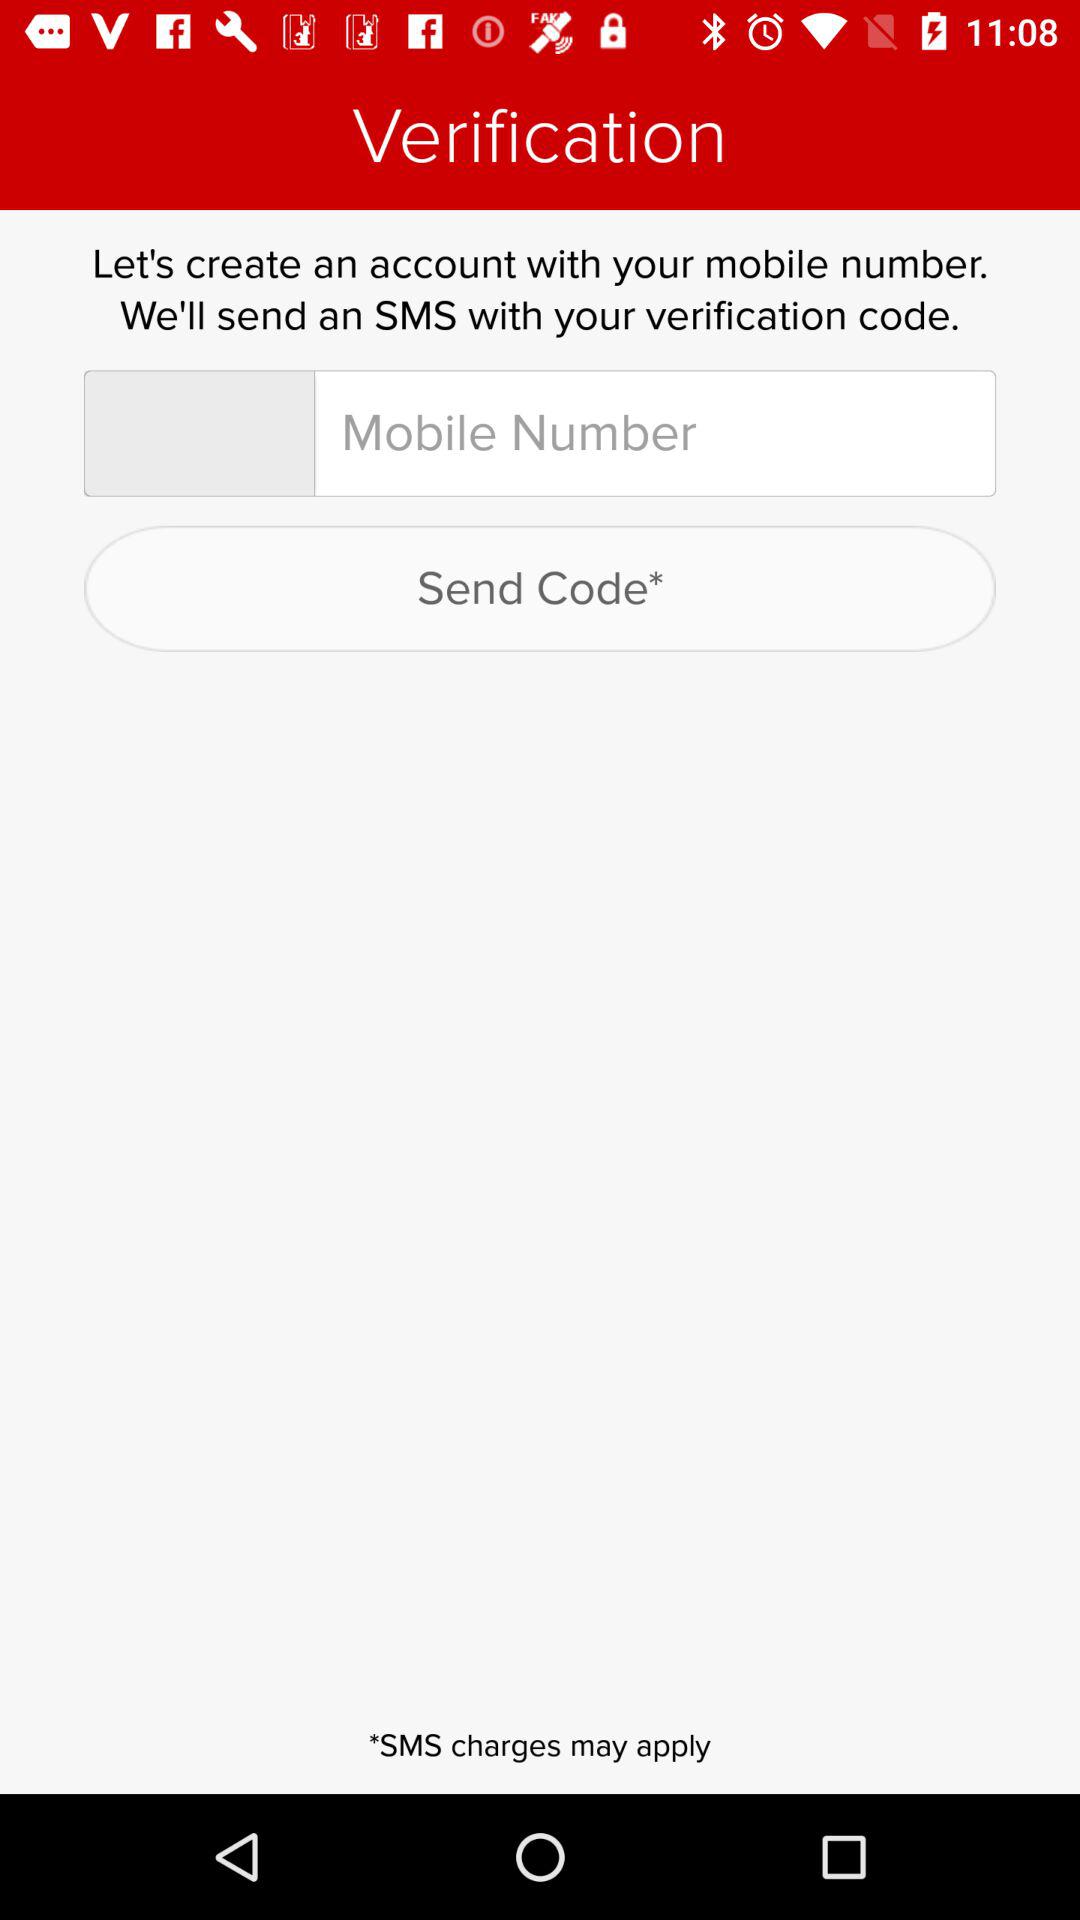 11:08
Verification
Let's create an account with your mobile number.
We'll send an SMS with your verification code.
Mobile Number
Send Code*
*SMS charges may apply